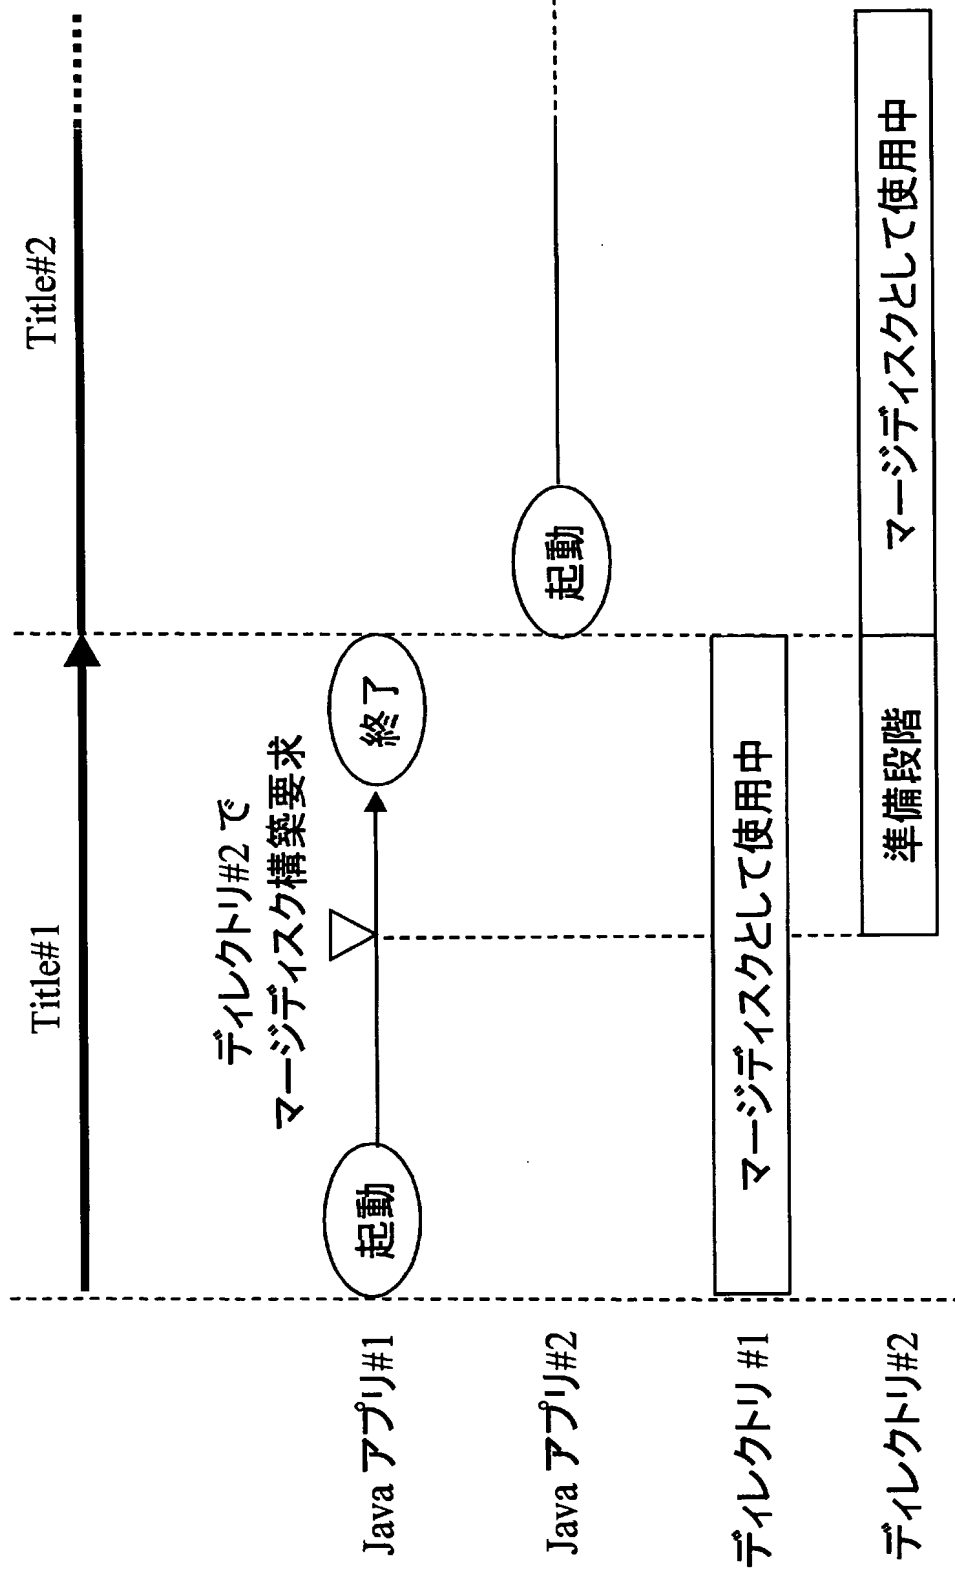 Title#1
Title#2
ディレクトリ#2 で
マージディスク構築要求
Java アプリ#1
起動
終了
Java アプリ#2
起動
ディレクトリ #1
マージディスクとして使用中
ディレクトリ#2
準備段階
マージディスクとして使用中